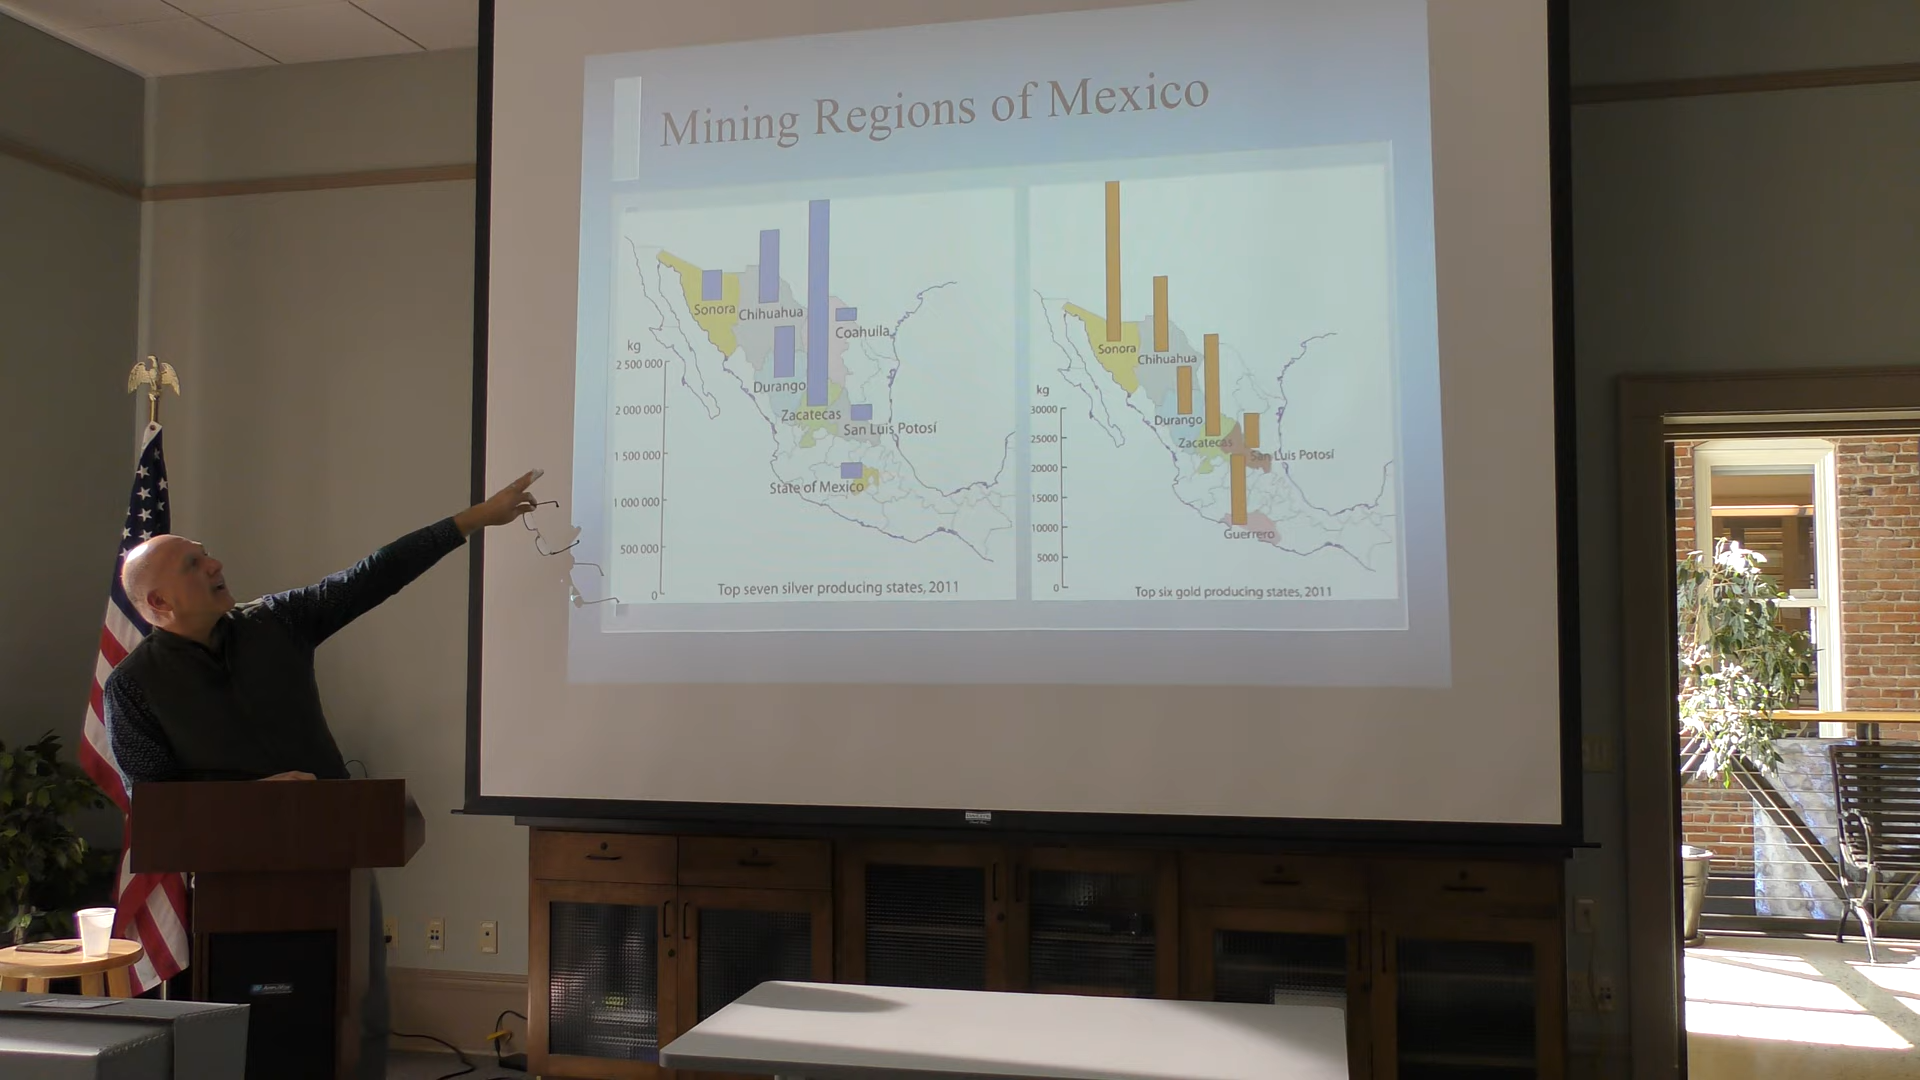 Mining Regions of Mexico
Sonora
Chihuahua
Coahuila
kg
2 500 000
Durango
2 000 000
Zacatecas
San Luis Potosí
1 500 000
State of Mexico
1 000 000
500 000
0
Top seven silver producing states, 2011
Sonora
Chihuahua
kg
30000
Durango
25000
Zacatecas
San Luis Potosí
20000
15000
10000
Guerrero
5000
0
Top six gold producing states, 2011